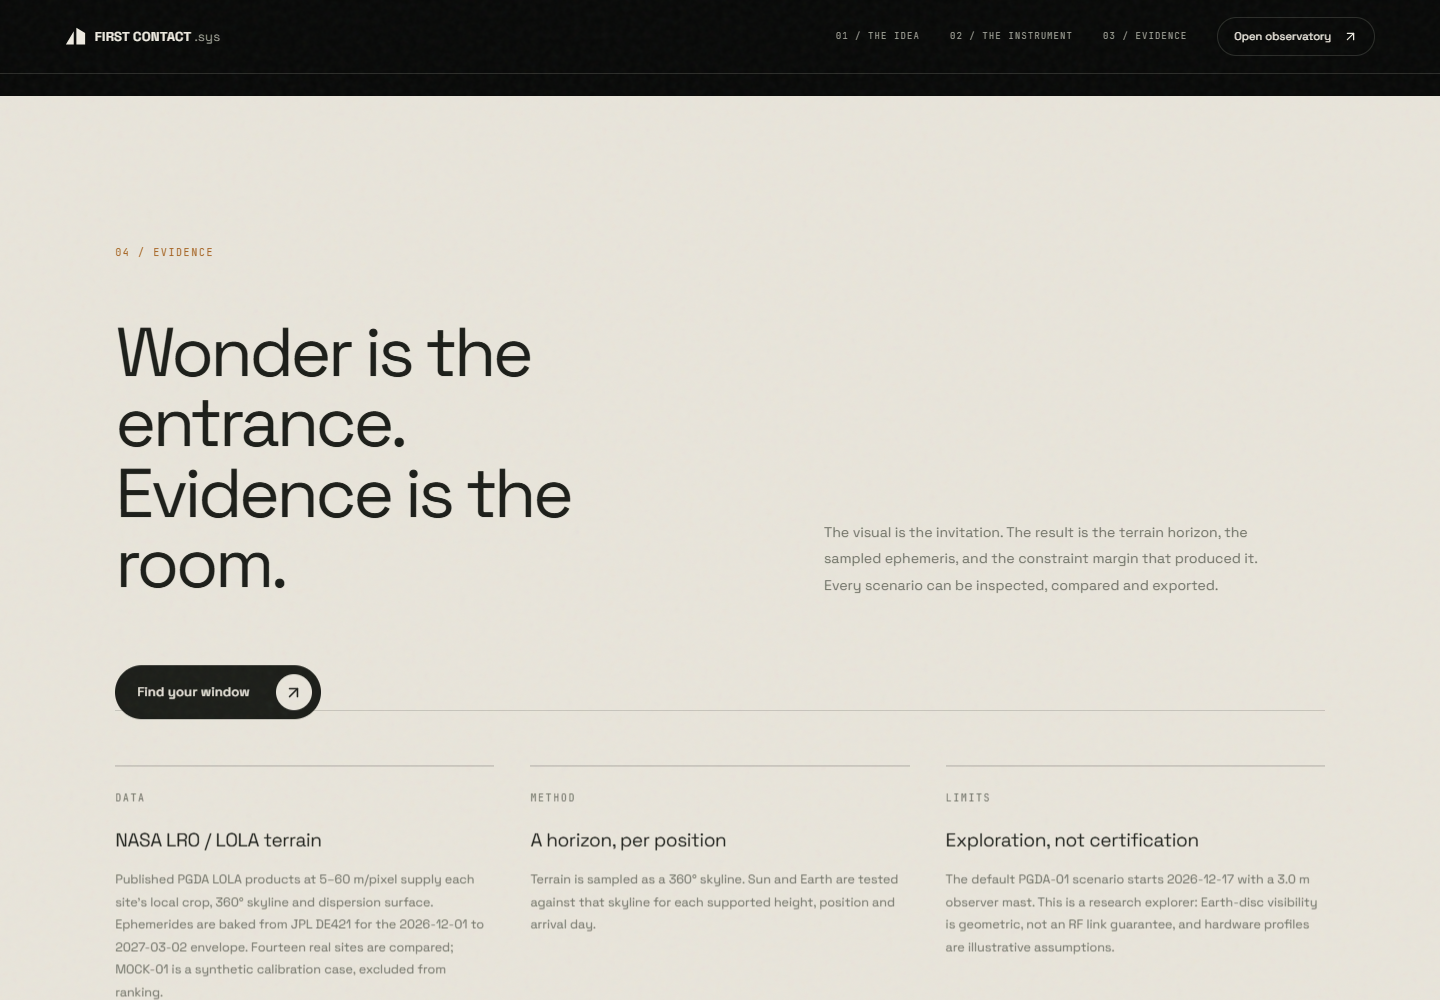 FIRST CONTACT .sys
01 / THE IDEA
02 / THE INSTRUMENT
03 / EVIDENCE
Open observatory
04 / EVIDENCE
Wonder is the
entrance.
Evidence is the
room.
The visual is the invitation. The result is the terrain horizon, the
sampled ephemeris, and the constraint margin that produced it.
Every scenario can be inspected, compared and exported.
Find your window
DATA
NASA LRO / LOLA terrain
Published PGDA LOLA products at 5–60 m/pixel supply each
site's local crop, 360° skyline and dispersion surface.
Ephemerides are baked from JPL DE421 for the 2026-12-01 to
2027-03-02 envelope. Fourteen real sites are compared;
MOCK-01 is a synthetic calibration case, excluded from
ranking.
METHOD
A horizon, per position
Terrain is sampled as a 360° skyline. Sun and Earth are tested
against that skyline for each supported height, position and
arrival day.
LIMITS
Exploration, not certification
The default PGDA-01 scenario starts 2026-12-17 with a 3.0 m
observer mast. This is a research explorer: Earth-disc visibility
is geometric, not an RF link guarantee, and hardware profiles
are illustrative assumptions.